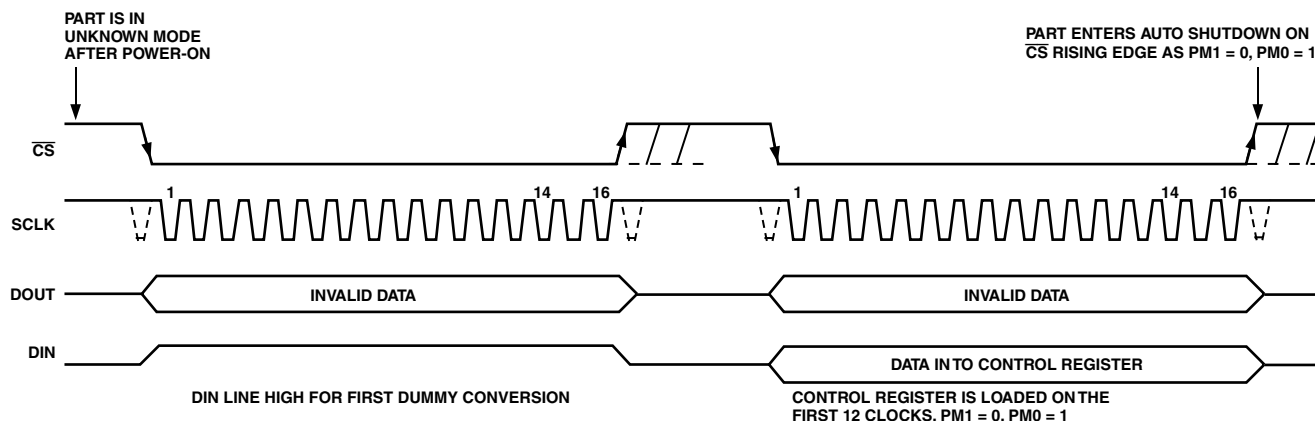 PART IS IN
UNKNOWN MODE
AFTER POWER-ON
PART ENTERS AUTO SHUTDOWN ON
CS RISING EDGE AS PM1 = 0, PM0 = 1
CS
1 14 16 1 14 16
SCLK
DOUT INVALID DATA INVALID DATA
DIN DATA INTO CONTROL REGISTER
DIN LINE HIGH FOR FIRST DUMMY CONVERSION
CONTROL REGISTER IS LOADED ON THE
FIRST 12 CLOCKS, PM1 = 0, PM0 = 1